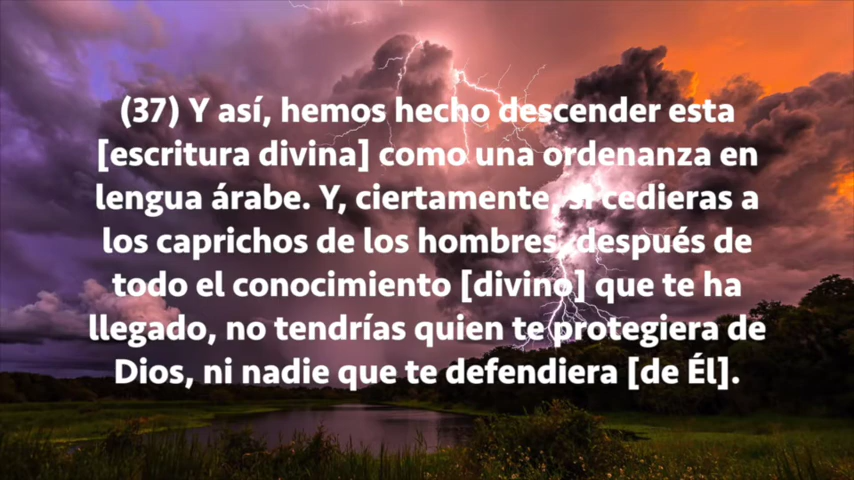 (37) Y así, hemos hecho descender esta
[escritura divina] como una ordenanza en
lengua árabe. Y, ciertamente, si cedieras a
los caprichos de los hombres, después de
todo el conocimiento [divino] que te ha
llegado, no tendrías quien te protegiera de
Dios, ni nadie que te defendiera [de Él].